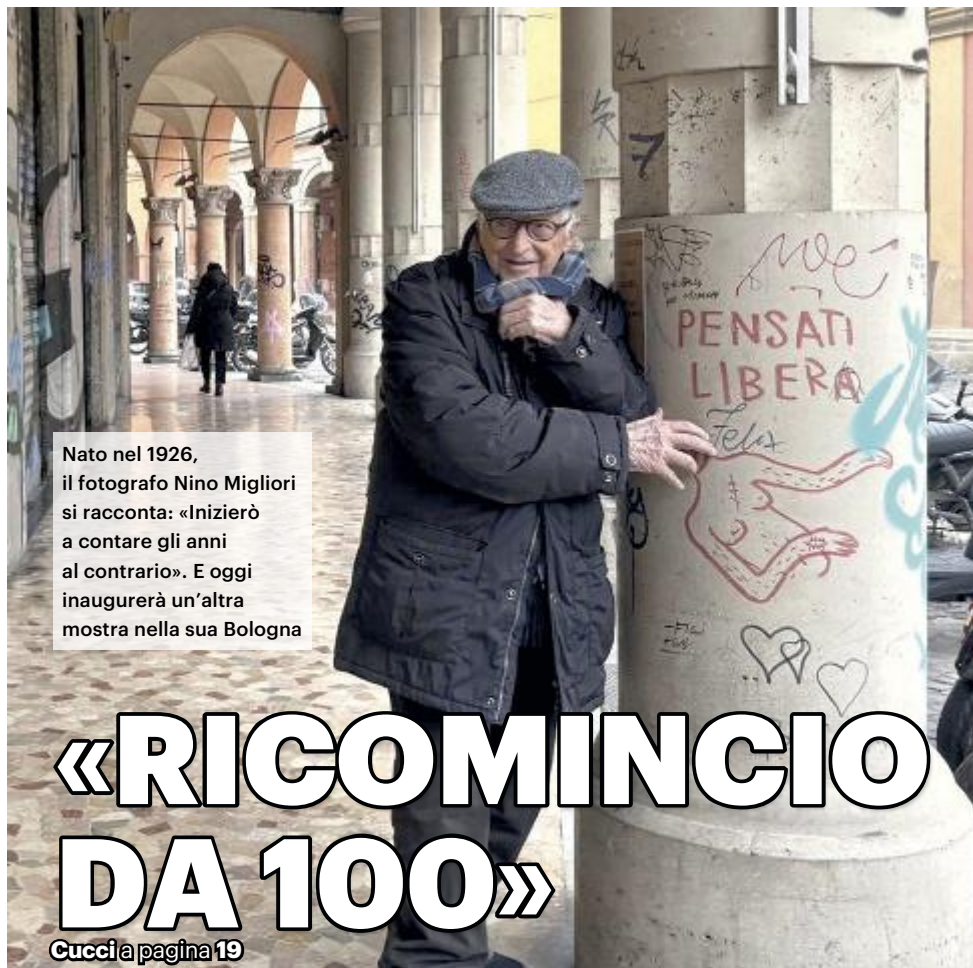 Nato nel 1926,
il fotografo Nino Migliori
si racconta: «Inizierò
a contare gli anni
al contrario». E oggi
inaugurerà un’altra
mostra nella sua Bologna
PENSATI
LIBERA
Felix
«RICOMINCIO
DA 100»
Cucci a pagina 19